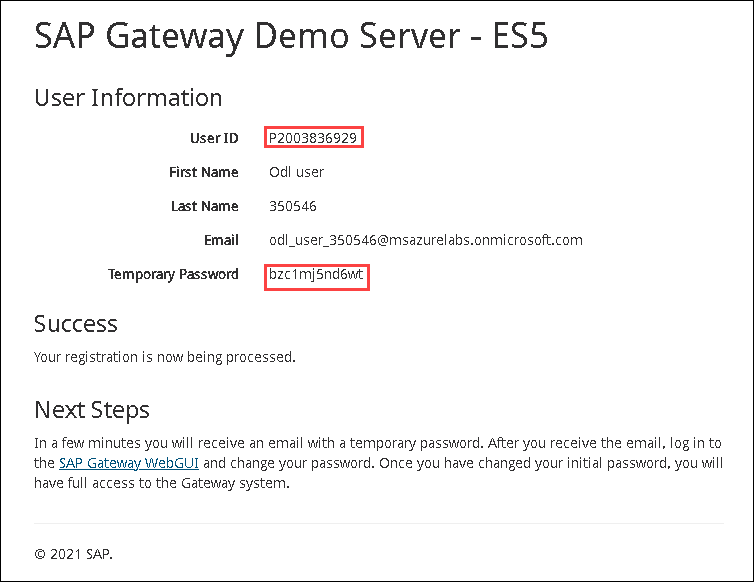 SAP Gateway Demo Server - ES5
User Information
User ID P2003836929
First Name Odl user
Last Name 350546
Email odl_user_350546@msazurelabs.onmicrosoft.com
Temporary Password bzc1mj5nd6wt
Success
Your registration is now being processed.
Next Steps
In a few minutes you will receive an email with a temporary password. After you receive the email, log in to
the SAP Gateway WebGUI and change your password. Once you have changed your initial password, you will
have full access to the Gateway system.
© 2021 SAP.